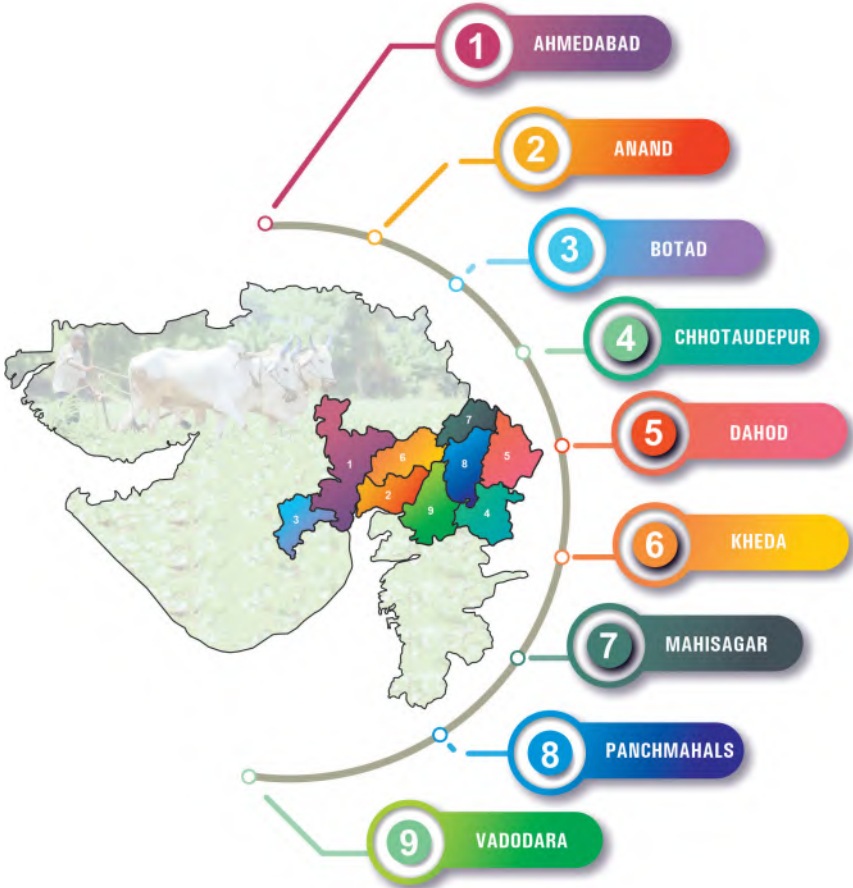 1 AHMEDABAD
2 ANAND
3 BOTAD
4 CHHOTAUDEPUR
5 DAHOD
6 KHEDA
7 MAHISAGAR
8 PANCHMAHALS
9 VADODARA
7
1
6
8
5
2
3
9
4